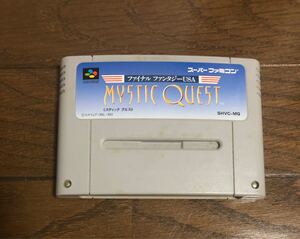 スーパーファミコン
ファイナル ファンタジーUSA
MYSTIC QUEST
ミスティック クエスト
SHVC-MQ